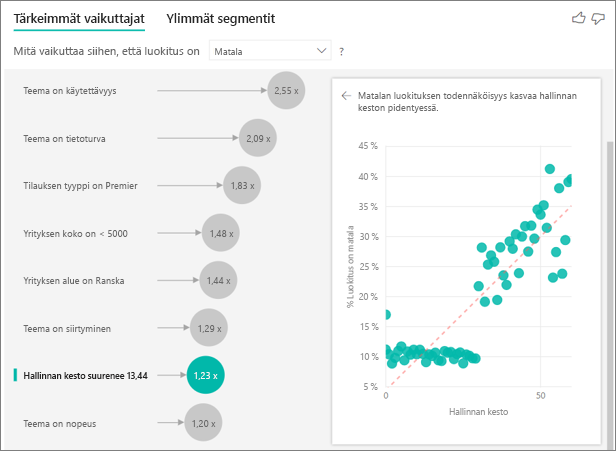 Tärkeimmät vaikuttajat Ylimmät segmentit
Mitä vaikuttaa siihen, että luokitus on Matala ?
Teema on käytettävyys 2,55 x
Teema on tietoturva 2,09 x
Tilauksen tyyppi on Premier 1,83 x
Yrityksen koko on < 5000 1,48 x
Yrityksen alue on Ranska 1,44 x
Teema on siirtyminen 1,29 x
Hallinnan kesto suurenee 13,44 1,23 x
Teema on nopeus 1,20 x
Matalan luokituksen todennäköisyys kasvaa hallinnan
keston pidentyessä.
45 %
40 %
35 %
30 %
25 %
20 %
15 %
10 %
5 %
% Luokitus on matala
0 50
Hallinnan kesto